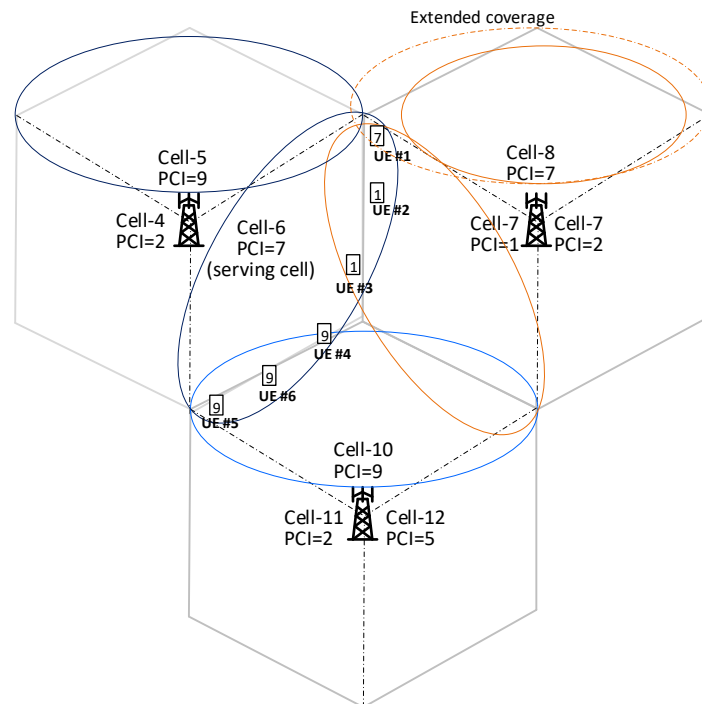 Extended coverage
7
UE #1
Cell-5
PCI=9
Cell-8
PCI=7
1
UE #2
Cell-4
PCI=2
Cell-6
PCI=7
(serving cell)
Cell-7
PCI=1
Cell-7
PCI=2
1
UE #3
9
UE #4
9
UE #6
9
UE #5
Cell-10
PCI=9
Cell-11
PCI=2
Cell-12
PCI=5